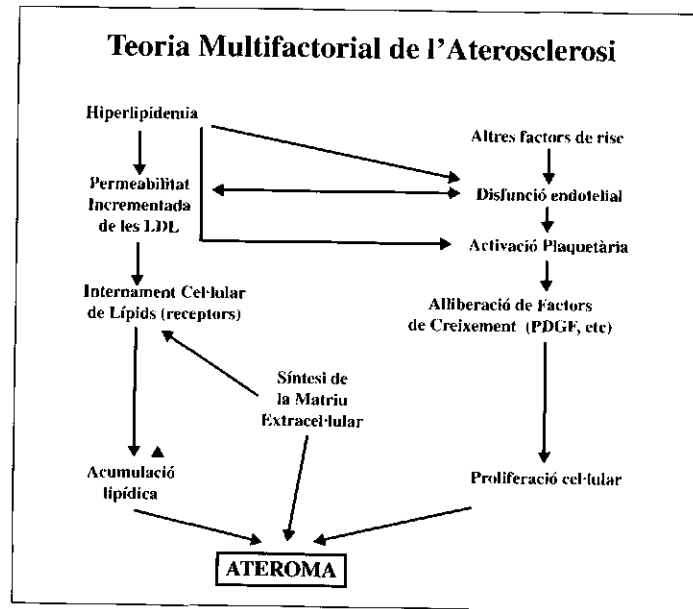 Teoria Multifactorial de l'Aterosclerosi
Hiperlipidemia
Altres factors de risc
Permeabilitat
Incrementada
de les LDL
Disfunció endotelial
Activació Plaquetària
Internament Cel·lular
de Lípids (receptors)
Alliberació de Factors
de Creixement (PDGF, etc)
Síntesi de
la Matriu
Extracel·lular
Acumulació
lipídica
Proliferació cel·lular
ATEROMA